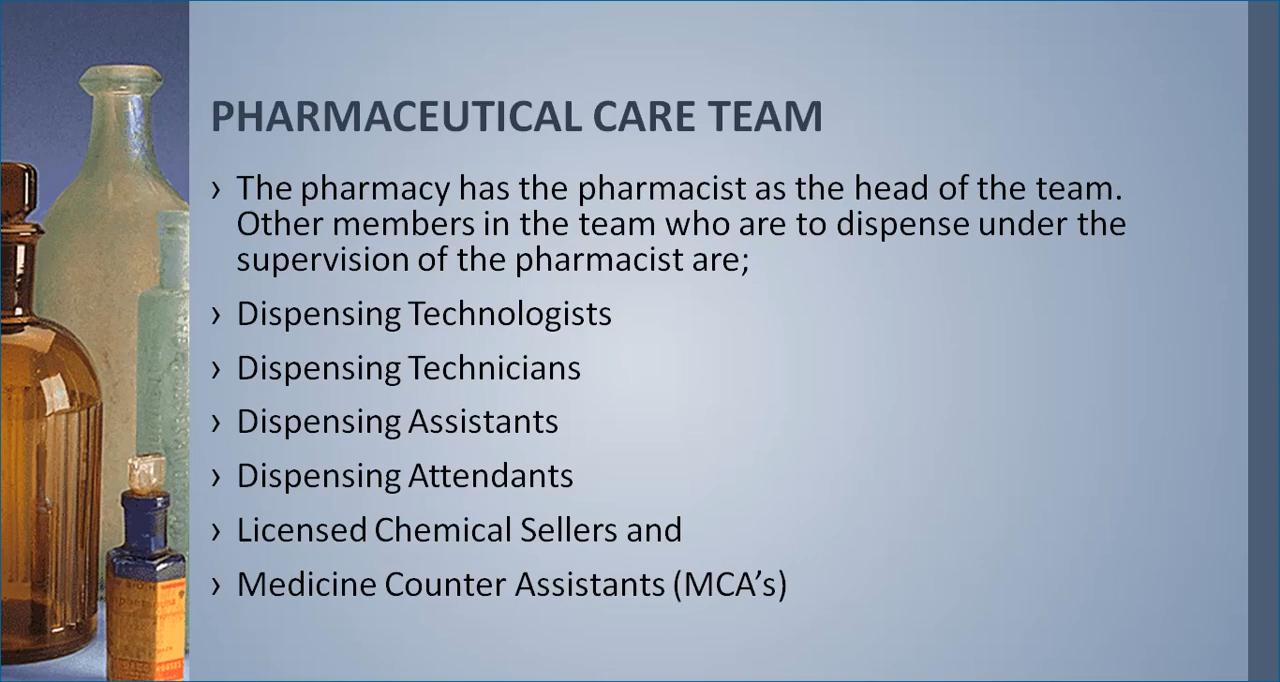 PHARMACEUTICAL CARE TEAM
› The pharmacy has the pharmacist as the head of the team.
Other members in the team who are to dispense under the
supervision of the pharmacist are;
› Dispensing Technologists
› Dispensing Technicians
› Dispensing Assistants
› Dispensing Attendants
› Licensed Chemical Sellers and
› Medicine Counter Assistants (MCA’s)